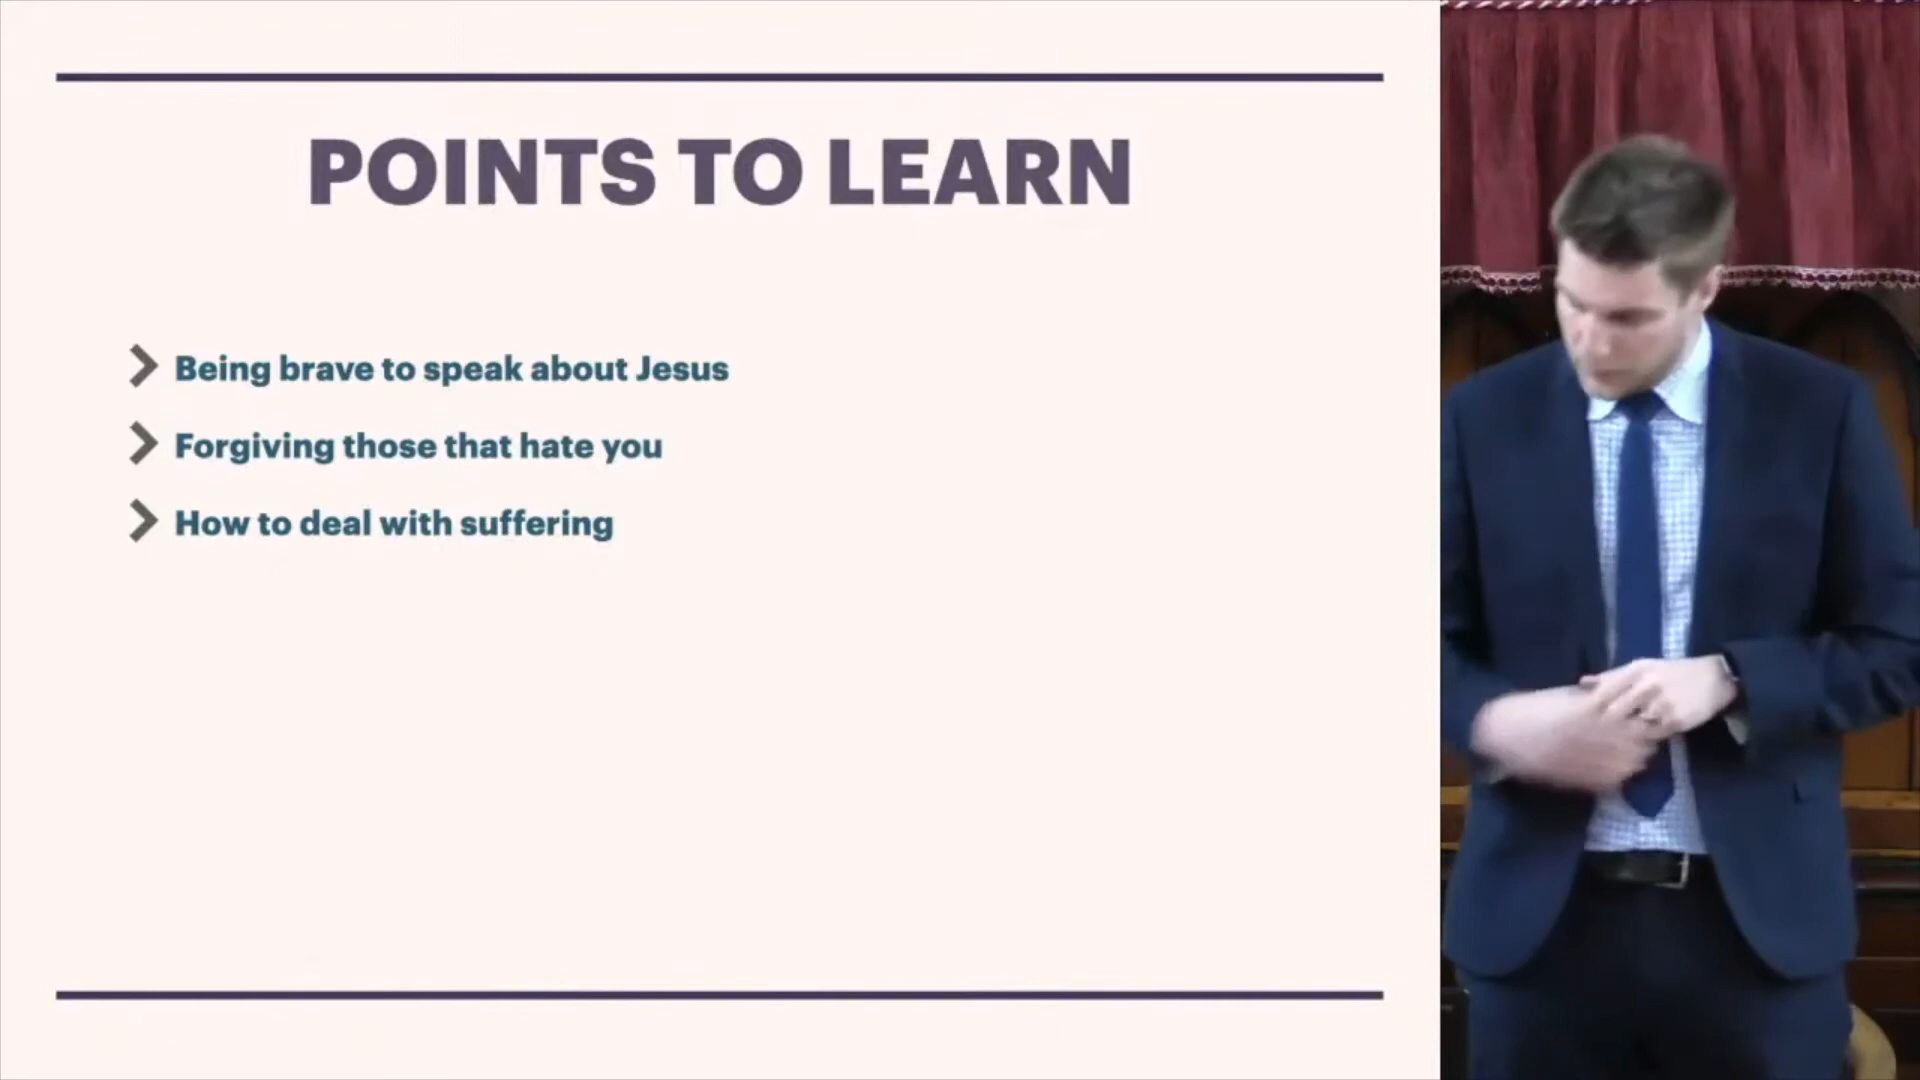 POINTS TO LEARN
Being brave to speak about Jesus
Forgiving those that hate you
How to deal with suffering